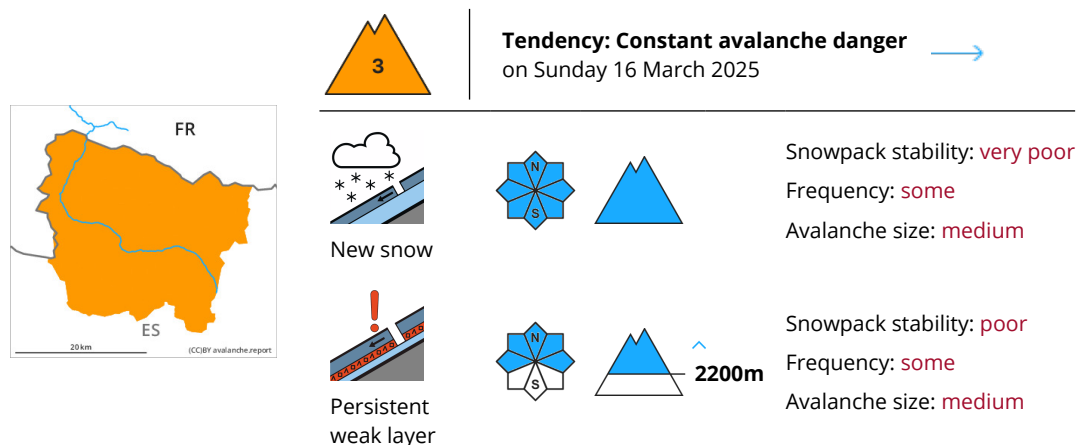 3
Tendency: Constant avalanche danger
on Sunday 16 March 2025
FR
ES
20 km
(CC)BY avalanche.report
N
S
New snow
Snowpack stability: very poor
Frequency: some
Avalanche size: medium
N
S
2200m
Persistent
weak layer
Snowpack stability: poor
Frequency: some
Avalanche size: medium